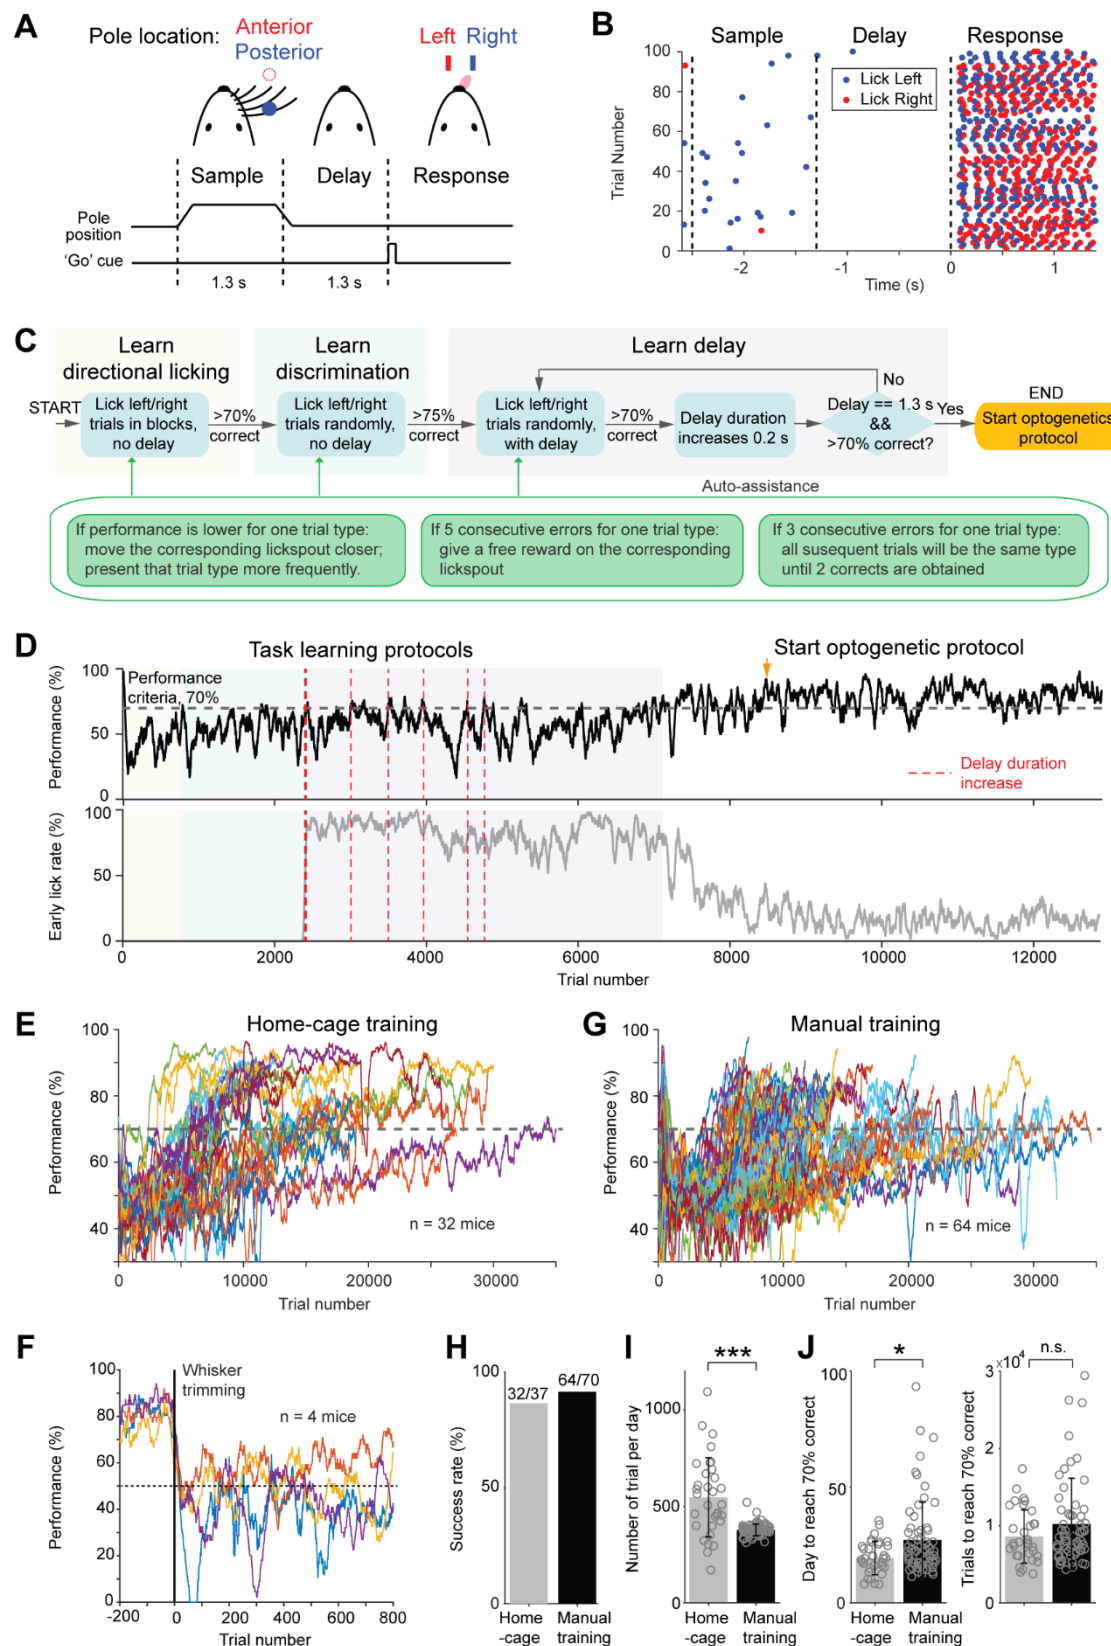 A
Pole location: Anterior
Posterior
Left Right
Sample Delay Response
Pole
position
'Go' cue
1.3 s 1.3 s
B
Sample Delay Response
Lick Left
Lick Right
Trial Number
100
80
60
40
20
0
-2 -1 0 1
Time (s)
C
Learn
directional licking
Learn
discrimination
Learn delay
START
Lick left/right
trials in blocks,
no delay
>70%
correct
Lick left/right
trials randomly,
no delay
>75%
correct
Lick left/right
trials randomly,
with delay
>70%
correct
Delay duration
increases 0.2 s
No
Delay == 1.3 s
&&
>70% correct?
Yes
END
Start optogenetics
protocol
Auto-assistance
If performance is lower for one trial type:
move the corresponding lickspout closer;
present that trial type more frequently.
If 5 consecutive errors for one trial type:
give a free reward on the corresponding
lickspout
If 3 consecutive errors for one trial type:
all susequent trials will be the same type
until 2 corrects are obtained
D
Task learning protocols
Start optogenetic protocol
Performance (%)
100
50
0
Performance
criteria, 70%
Delay duration
increase
Early lick rate (%)
100
50
0
0 2000 4000 6000 8000 10000 12000
Trial number
E
Home-cage training
Performance (%)
100
80
60
40
n = 32 mice
0 10000 20000 30000
Trial number
G
Manual training
Performance (%)
100
80
60
40
n = 64 mice
0 10000 20000 30000
Trial number
F
Performance (%)
100
80
60
40
20
0
Whisker
trimming
n = 4 mice
-200 0 200 400 600 800
Trial number
H
Success rate (%)
100
50
0
32/37
64/70
Home
-cage
Manual
training
I
Number of trial per day
1000
500
0
***
Home
-cage
Manual
training
J
Day to reach 70% correct
100
50
0
*
Home
-cage
Manual
training
Trials to reach 70% correct
×10⁴
3
2
1
0
n.s.